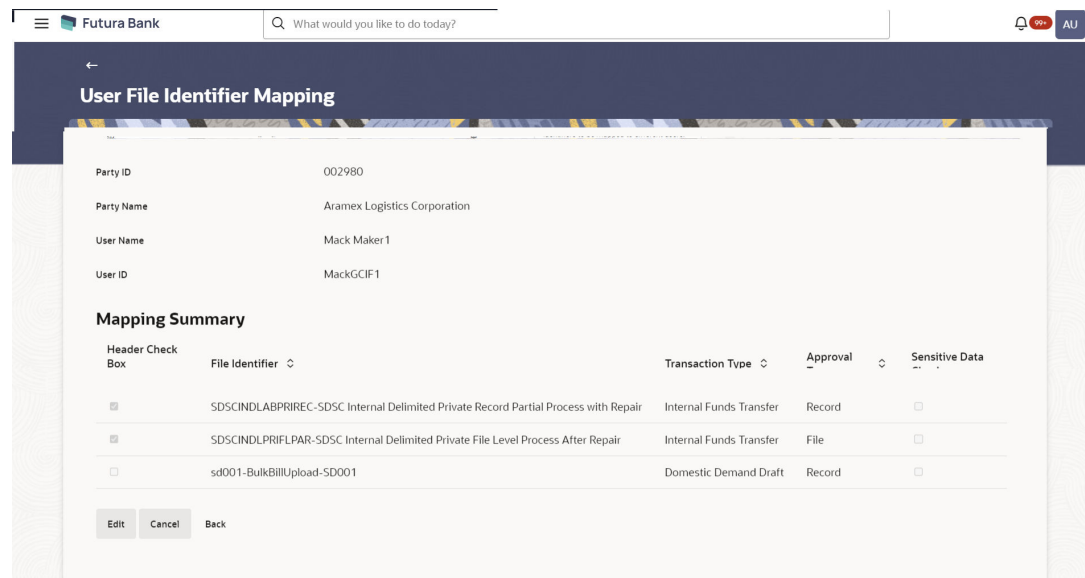 Futura Bank
What would you like to do today?
99+
AU
User File Identifier Mapping
Party ID 002980
Party Name Aramex Logistics Corporation
User Name Mack Maker1
User ID MackGCIF1
Mapping Summary
Header Check Box File Identifier Transaction Type Approval Sensitive Data
SDSCINDLABPRIREC-SDSC Internal Delimited Private Record Partial Process with Repair Internal Funds Transfer Record
SDSCINDLPRIFLPAR-SDSC Internal Delimited Private File Level Process After Repair Internal Funds Transfer File
sd001-BulkBillUpload-SD001 Domestic Demand Draft Record
Edit Cancel Back